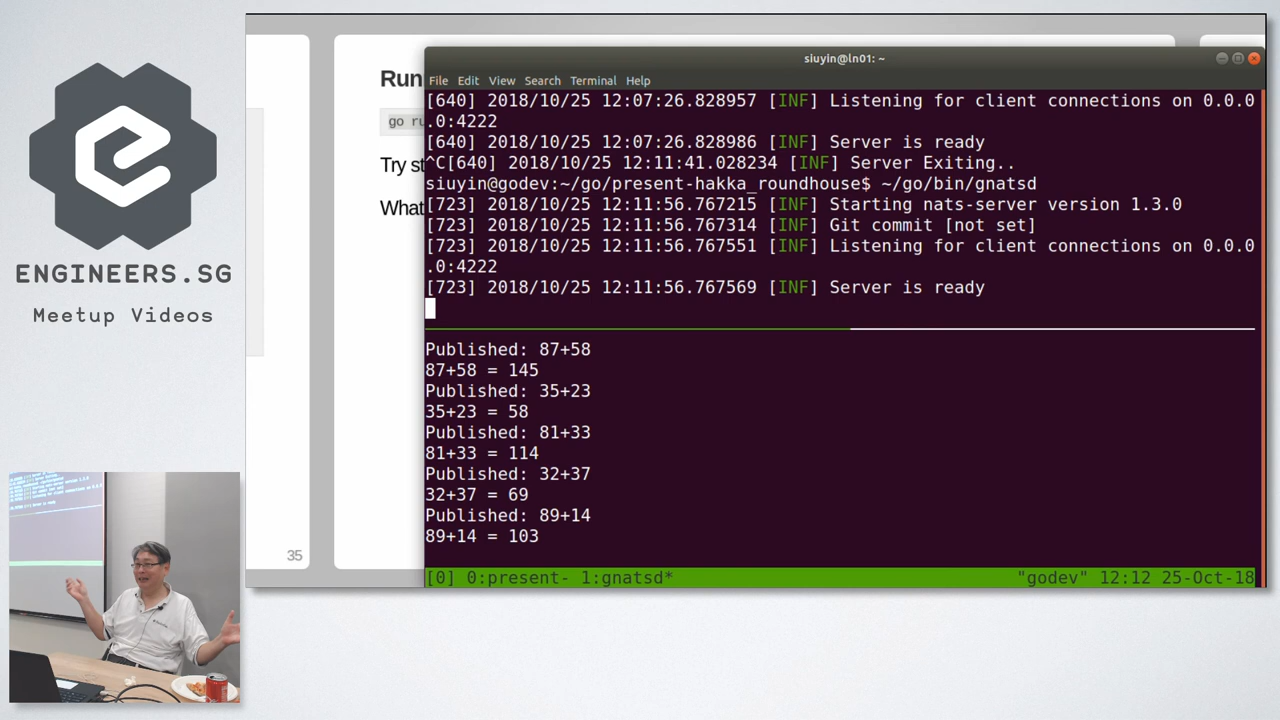 ENGINEERS.SG
Meetup Videos
Run
go ru
Try st
What
35
siuyin@ln01: ~
File Edit View Search Terminal Help
[640] 2018/10/25 12:07:26.828957 [INF] Listening for client connections on 0.0.0
.0:4222
[640] 2018/10/25 12:07:26.828986 [INF] Server is ready
^C[640] 2018/10/25 12:11:41.028234 [INF] Server Exiting..
siuyin@godev:~/go/present-hakka_roundhouse$ ~/go/bin/gnatsd
[723] 2018/10/25 12:11:56.767215 [INF] Starting nats-server version 1.3.0
[723] 2018/10/25 12:11:56.767314 [INF] Git commit [not set]
[723] 2018/10/25 12:11:56.767551 [INF] Listening for client connections on 0.0.0
.0:4222
[723] 2018/10/25 12:11:56.767569 [INF] Server is ready
Published: 87+58
87+58 = 145
Published: 35+23
35+23 = 58
Published: 81+33
81+33 = 114
Published: 32+37
32+37 = 69
Published: 89+14
89+14 = 103
[0] 0:present- 1:gnatsd* "godev" 12:12 25-Oct-18